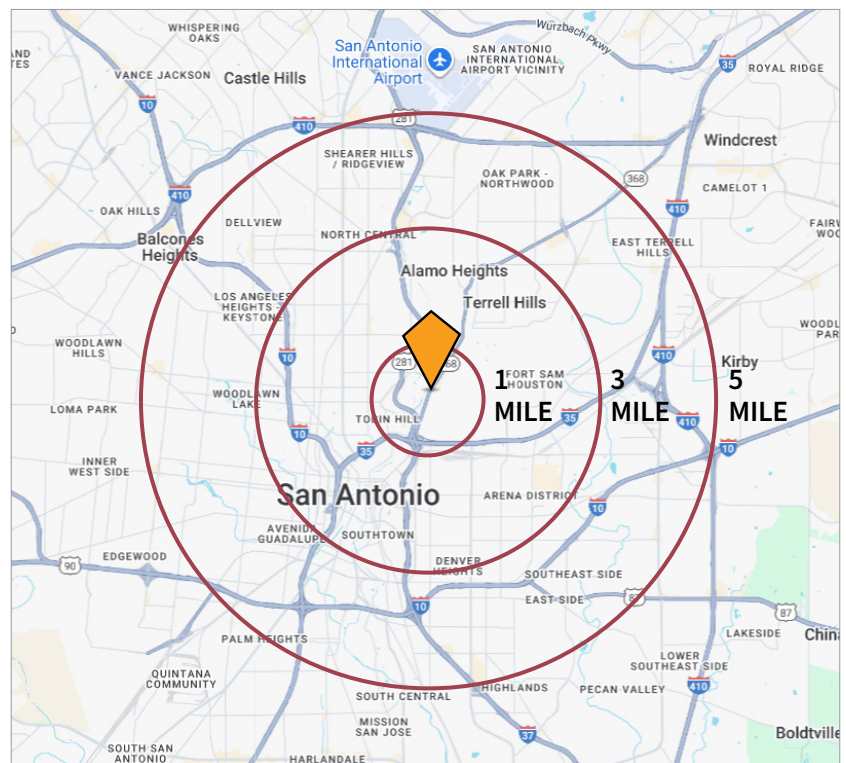 WHISPERING
OAKS
Wurzbach Pkwy
San Antonio
International
Airport
SAN ANTONIO
INTERNATIONAL
AIRPORT VICINITY
35
ROYAL RIDGE
VANCE JACKSON
Castle Hills
10
281
410
Windcrest
SHEARER HILLS
/ RIDGEVIEW
OAK PARK -
NORTHWOOD
368
CAMELOT 1
410
410
OAK HILLS
DELLVIEW
NORTH CENTRAL
Balcones
Heights
EAST TERRELL
HILLS
Alamo Heights
Terrell Hills
LOS ANGELES
HEIGHTS -
KEYSTONE
WOODLAWN
HILLS
10
281
68
410
Kirby
1
MILE
3
MILE
5
MILE
FORT SAM
HOUSTON
WOODLAWN
LAKE
LOMA PARK
TOBIN HILL
35
410
10
10
35
INNER
WEST SIDE
San Antonio
ARENA DISTRICT
10
AVENIDA
GUADALUPE
SOUTHTOWN
EDGEWOOD
90
DENVER
HEIGHTS
SOUTHEAST SIDE
EAST SIDE
87
87
10
LAKESIDE
China
PALM HEIGHTS
LOWER
SOUTHEAST SIDE
QUINTANA
COMMUNITY
HIGHLANDS
PECAN VALLEY
410
SOUTH CENTRAL
MISSION
SAN JOSE
37
Boldtville
SOUTH SAN
ANTONIO
HARLANDALE